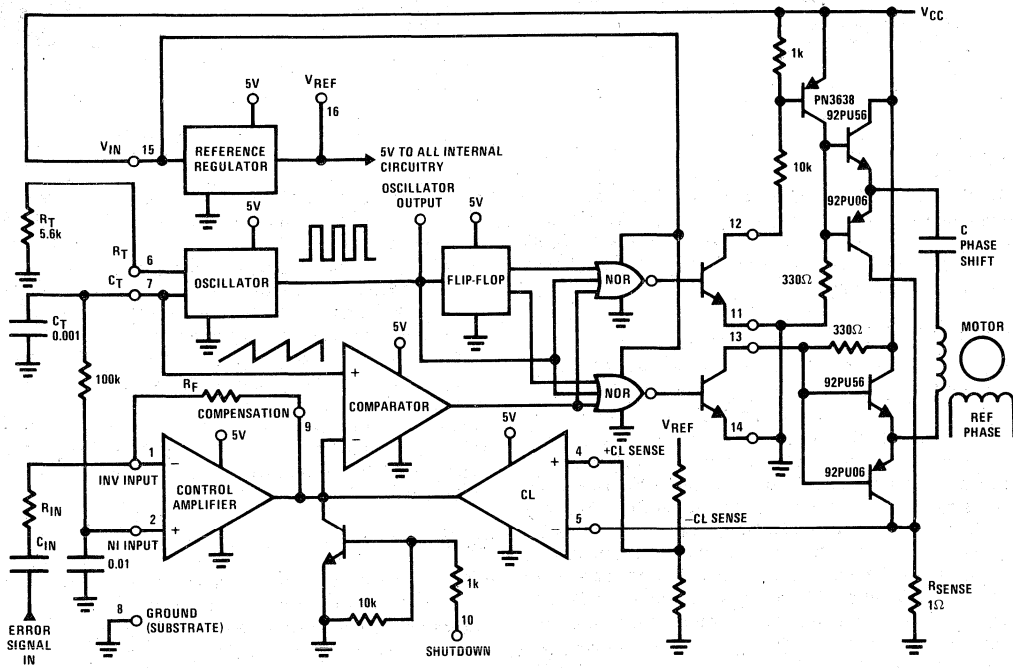 VCC
1k
PN3638
92PU56
5V
VREF
16
VIN
15
REFERENCE
REGULATOR
5V TO ALL INTERNAL
CIRCUITRY
10k
OSCILLATOR
OUTPUT
5V
92PU06
C
PHASE
SHIFT
RT
5.6k
5V
12
RT
6
CT
7
OSCILLATOR
FLIP-FLOP
NOR
11
330Ω
CT
0.001
5V
13
330Ω
MOTOR
100k
RF
COMPENSATION
9
+
COMPARATOR
−
NOR
92PU56
REF
PHASE
14
VREF
5V
5V
+CL SENSE
4
1
INV INPUT
−
CONTROL
AMPLIFIER
+
CL
92PU06
RIN
2
NI INPUT
−
5
−CL SENSE
CIN
0.01
1k
RSENSE
1Ω
10k
8
GROUND
(SUBSTRATE)
10
SHUTDOWN
ERROR
SIGNAL
IN